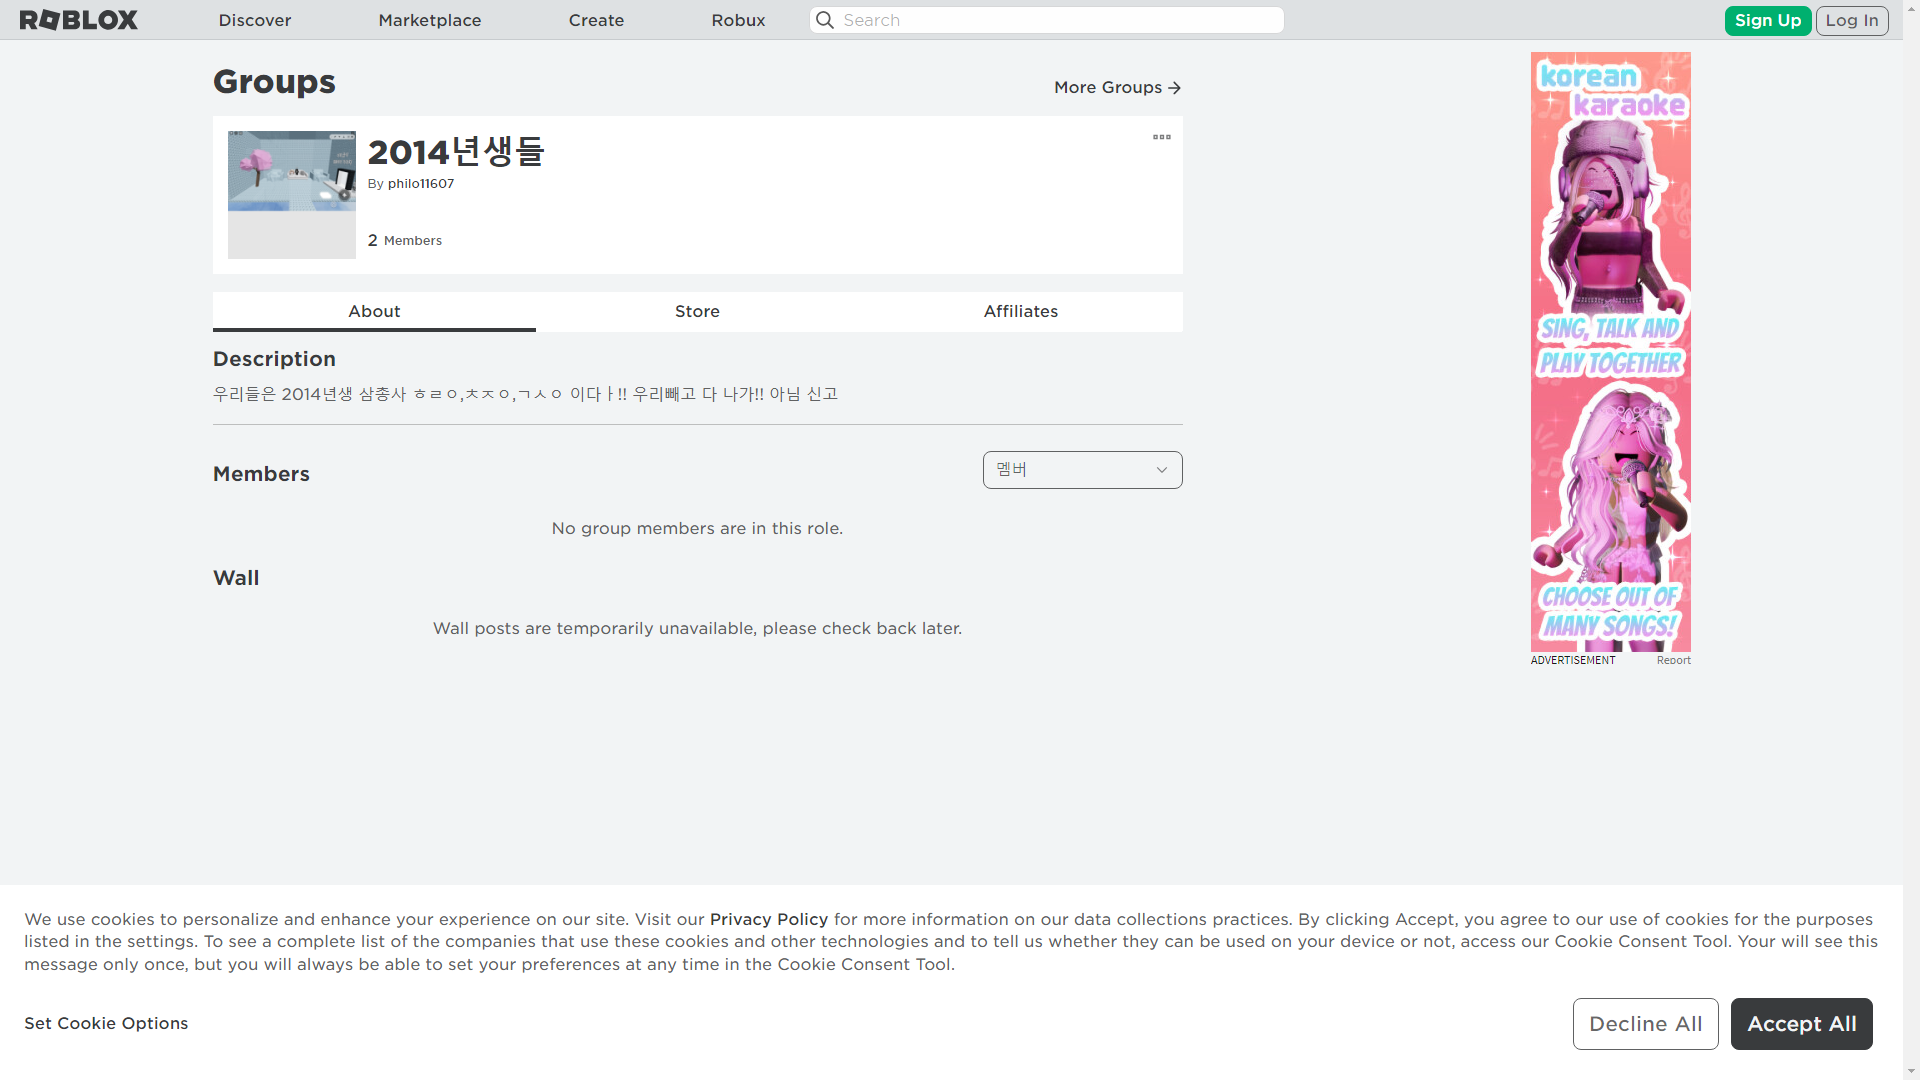 ROBLOX
Discover
Marketplace
Create
Robux
Search
Sign Up
Log In
Groups
More Groups
2014년생들
By philo11607
2 Members
About
Store
Affiliates
Description
우리들은 2014년생 삼총사 ㅎㄹㅇ,ㅊㅈㅇ,ㄱㅅㅇ 이다ㅏ!! 우리빼고 다 나가!! 아님 신고
Members
멤버
No group members are in this role.
Wall
Wall posts are temporarily unavailable, please check back later.
korean
karaoke
SING, TALK AND
PLAY TOGETHER
CHOOSE OUT OF
MANY SONGS!
ADVERTISEMENT
Report
We use cookies to personalize and enhance your experience on our site. Visit our Privacy Policy for more information on our data collections practices. By clicking Accept, you agree to our use of cookies for the purposes
listed in the settings. To see a complete list of the companies that use these cookies and other technologies and to tell us whether they can be used on your device or not, access our Cookie Consent Tool. Your will see this
message only once, but you will always be able to set your preferences at any time in the Cookie Consent Tool.
Set Cookie Options
Decline All
Accept All